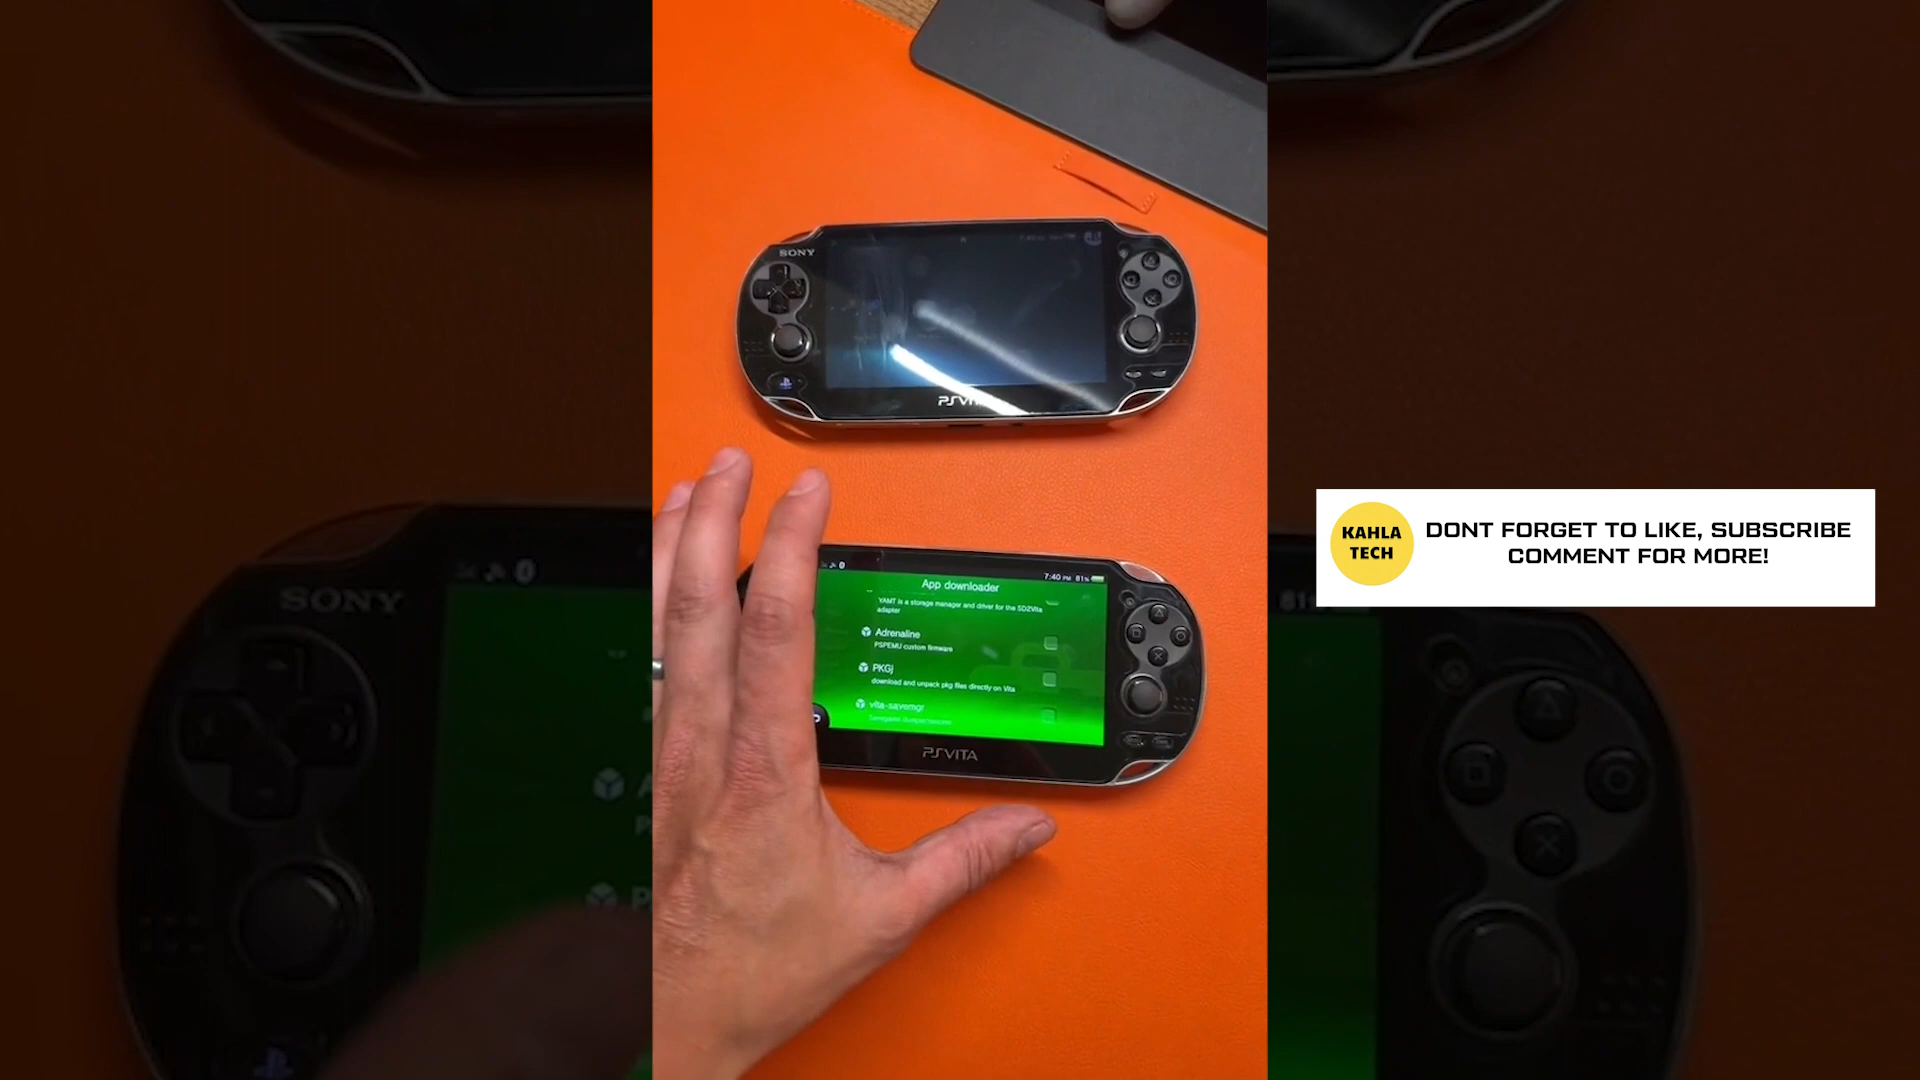 SONY
PSVITA
7:40 PM 81%
App downloader
YAMT is a storage manager and driver for the SD2Vita
adapter
Adrenaline
PSPEMU custom firmware
PKGj
download and unpack pkg files directly on Vita
vita-savemgr
PSVITA
SONY
KAHLA
TECH
DONT FORGET TO LIKE, SUBSCRIBE
COMMENT FOR MORE!